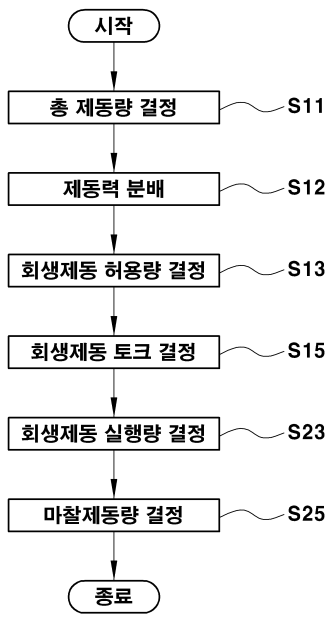 시작
총 제동량 결정 S11
제동력 분배 S12
회생제동 허용량 결정 S13
회생제동 토크 결정 S15
회생제동 실행량 결정 S23
마찰제동량 결정 S25
종료